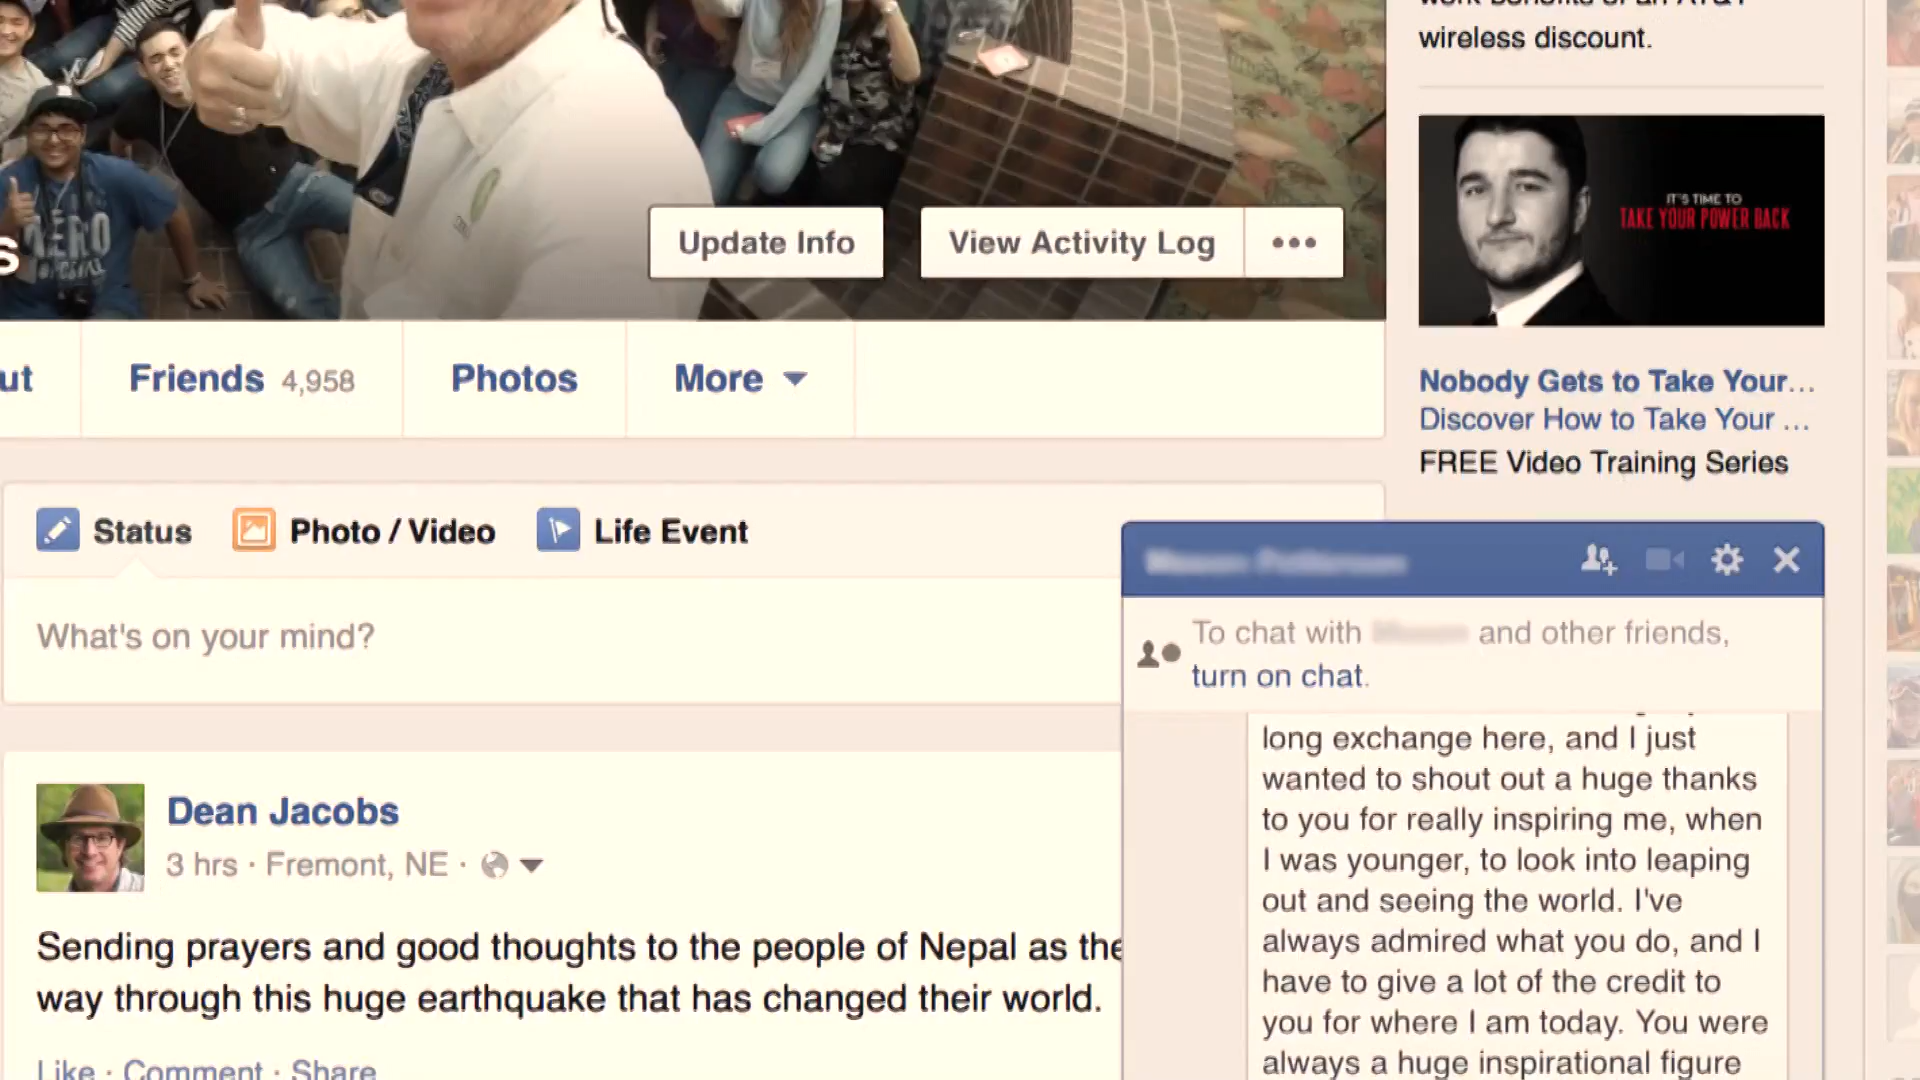 wireless discount.
IT'S TIME TO
TAKE YOUR POWER BACK
AERO
Update Info
View Activity Log
s
ut
Friends 4,958
Photos
More
Nobody Gets to Take Your...
Discover How to Take Your ...
FREE Video Training Series
Status
Photo / Video
Life Event
What's on your mind?
To chat with and other friends,
turn on chat.
Dean Jacobs
3 hrs · Fremont, NE ·
Sending prayers and good thoughts to the people of Nepal as the
way through this huge earthquake that has changed their world.
Like · Comment · Share
long exchange here, and I just
wanted to shout out a huge thanks
to you for really inspiring me, when
I was younger, to look into leaping
out and seeing the world. I've
always admired what you do, and I
have to give a lot of the credit to
you for where I am today. You were
always a huge inspirational figure